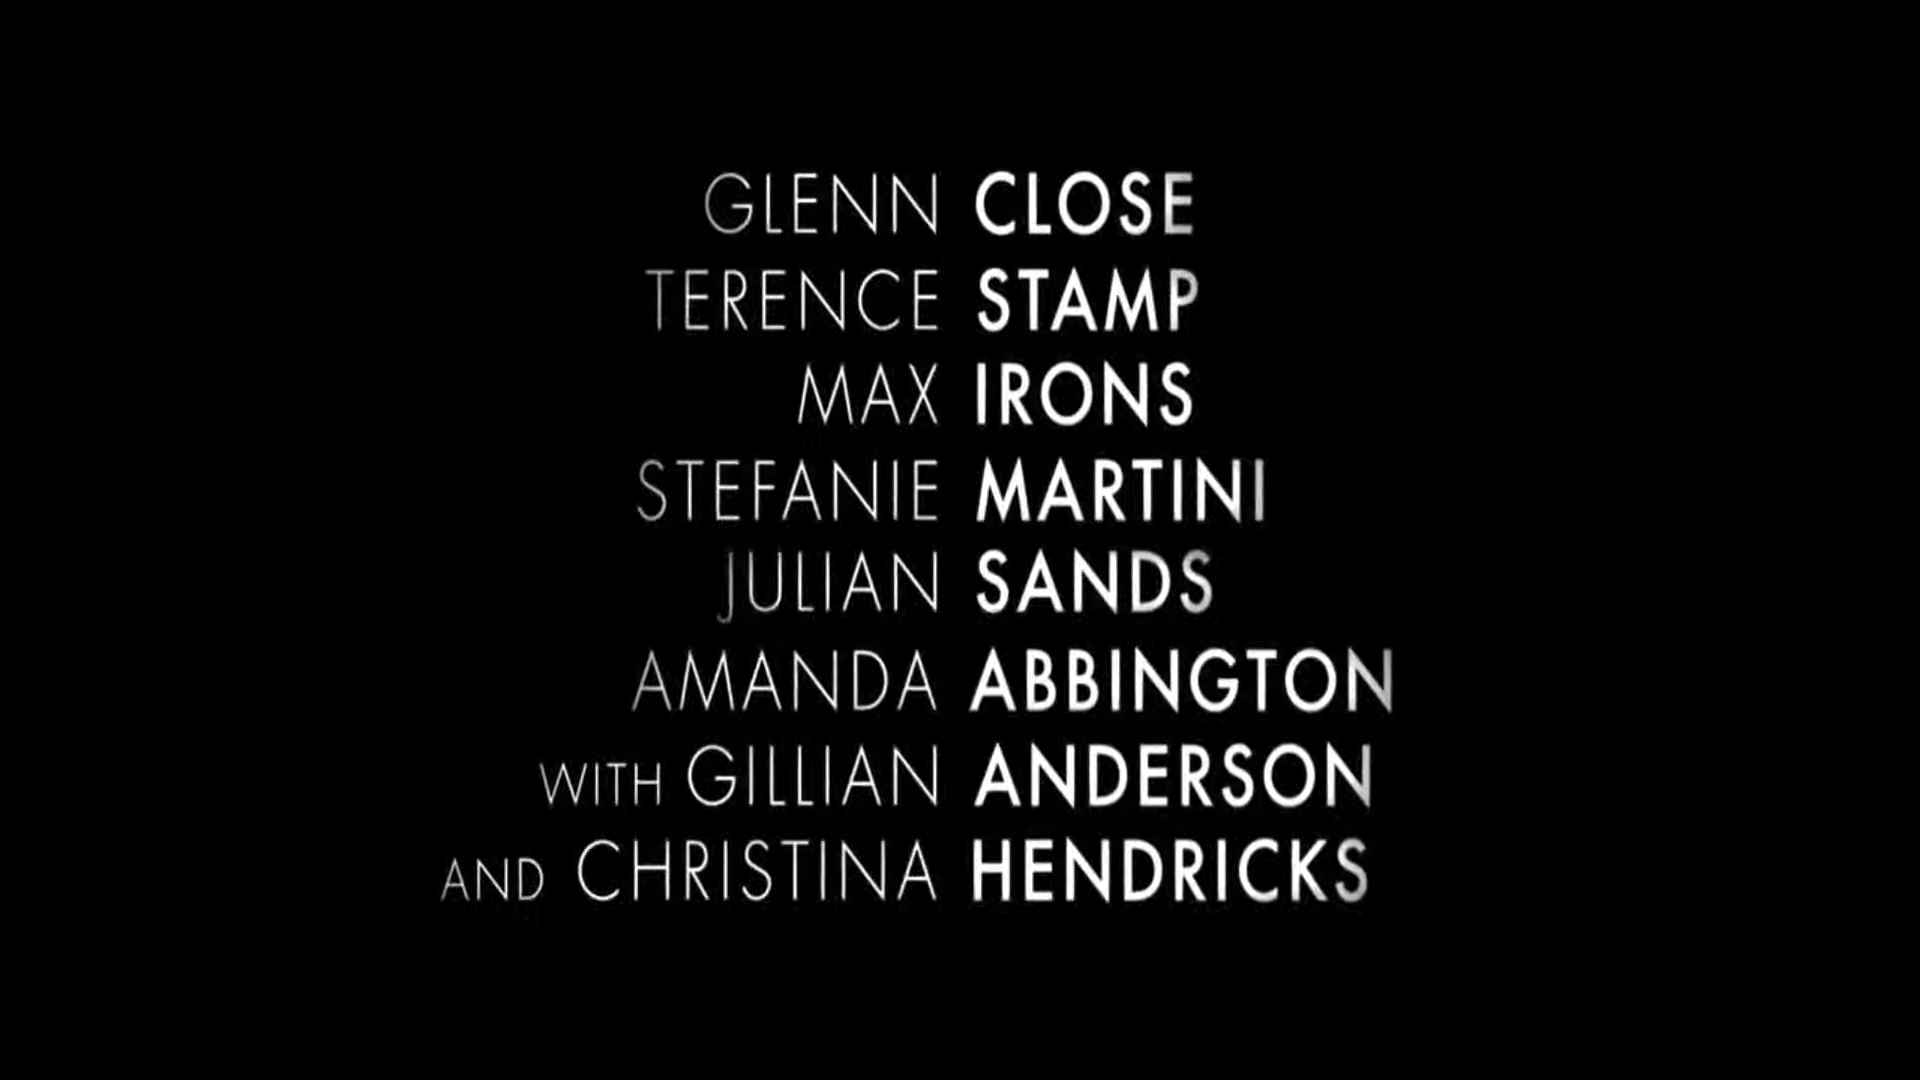 GLENN CLOSE
TERENCE STAMP
MAX IRONS
STEFANIE MARTINI
JULIAN SANDS
AMANDA ABBINGTON
WITH GILLIAN ANDERSON
AND CHRISTINA HENDRICKS